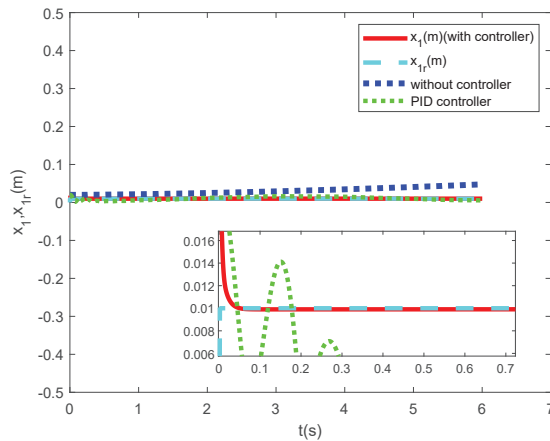 0.5
0.4
0.3
0.2
0.1
0
-0.1
-0.2
-0.3
-0.4
-0.5
x1,x1r(m)
x1(m)(with controller)
x1r(m)
without controller
PID controller
0.016
0.014
0.012
0.01
0.008
0.006
0 0.1 0.2 0.3 0.4 0.5 0.6 0.7
0 1 2 3 4 5 6 7
t(s)